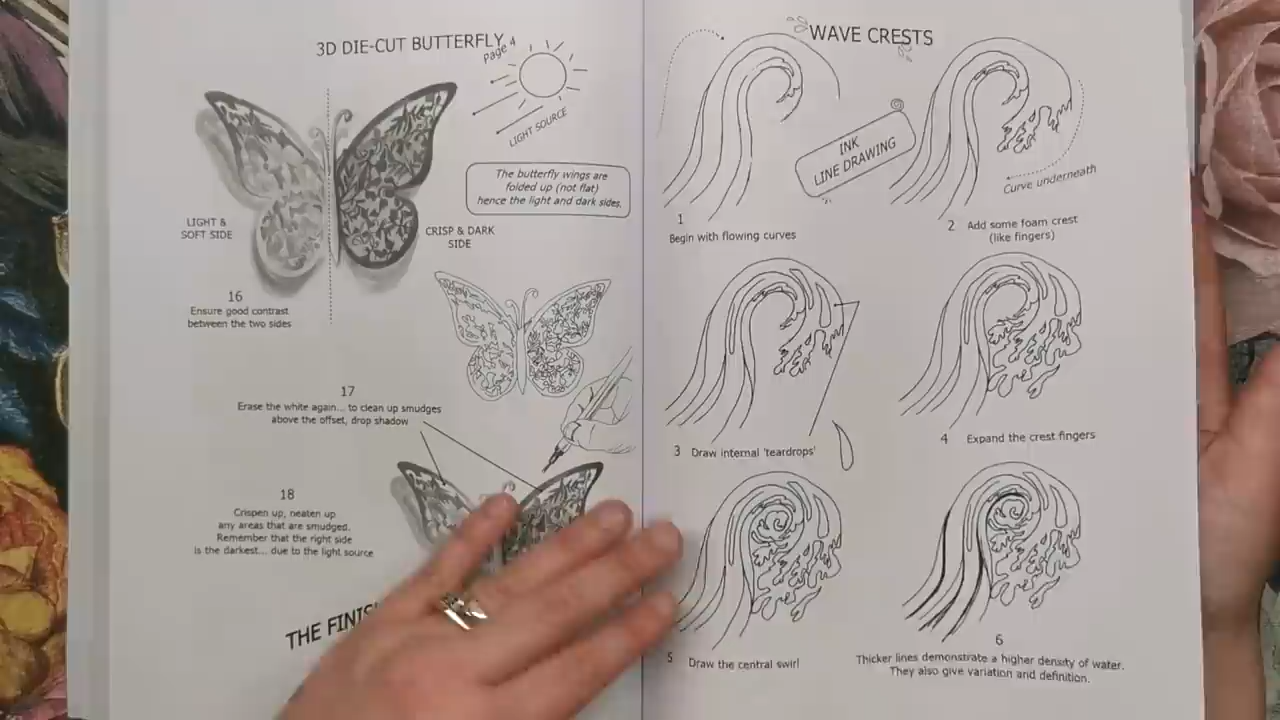 3D DIE-CUT BUTTERFLY
Page 4
LIGHT SOURCE
The butterfly wings are
folded up (not flat)
hence the light and dark sides.
LIGHT &
SOFT SIDE
CRISP & DARK
SIDE
16
Ensure good contrast
between the two sides
17
Erase the white again... to clean up smudges
above the offset, drop shadow
18
Crispen up, neaten up
any areas that are smudged.
Remember that the right side
is the darkest... due to the light source
THE
WAVE CRESTS
INK
LINE DRAWING
1
Begin with flowing curves
Curve underneath
2 Add some foam crest
(like fingers)
3 Draw internal 'teardrops'
4 Expand the crest fingers
5 Draw the central swirl
6
Thicker lines demonstrate a higher density of water.
They also give variation and definition.